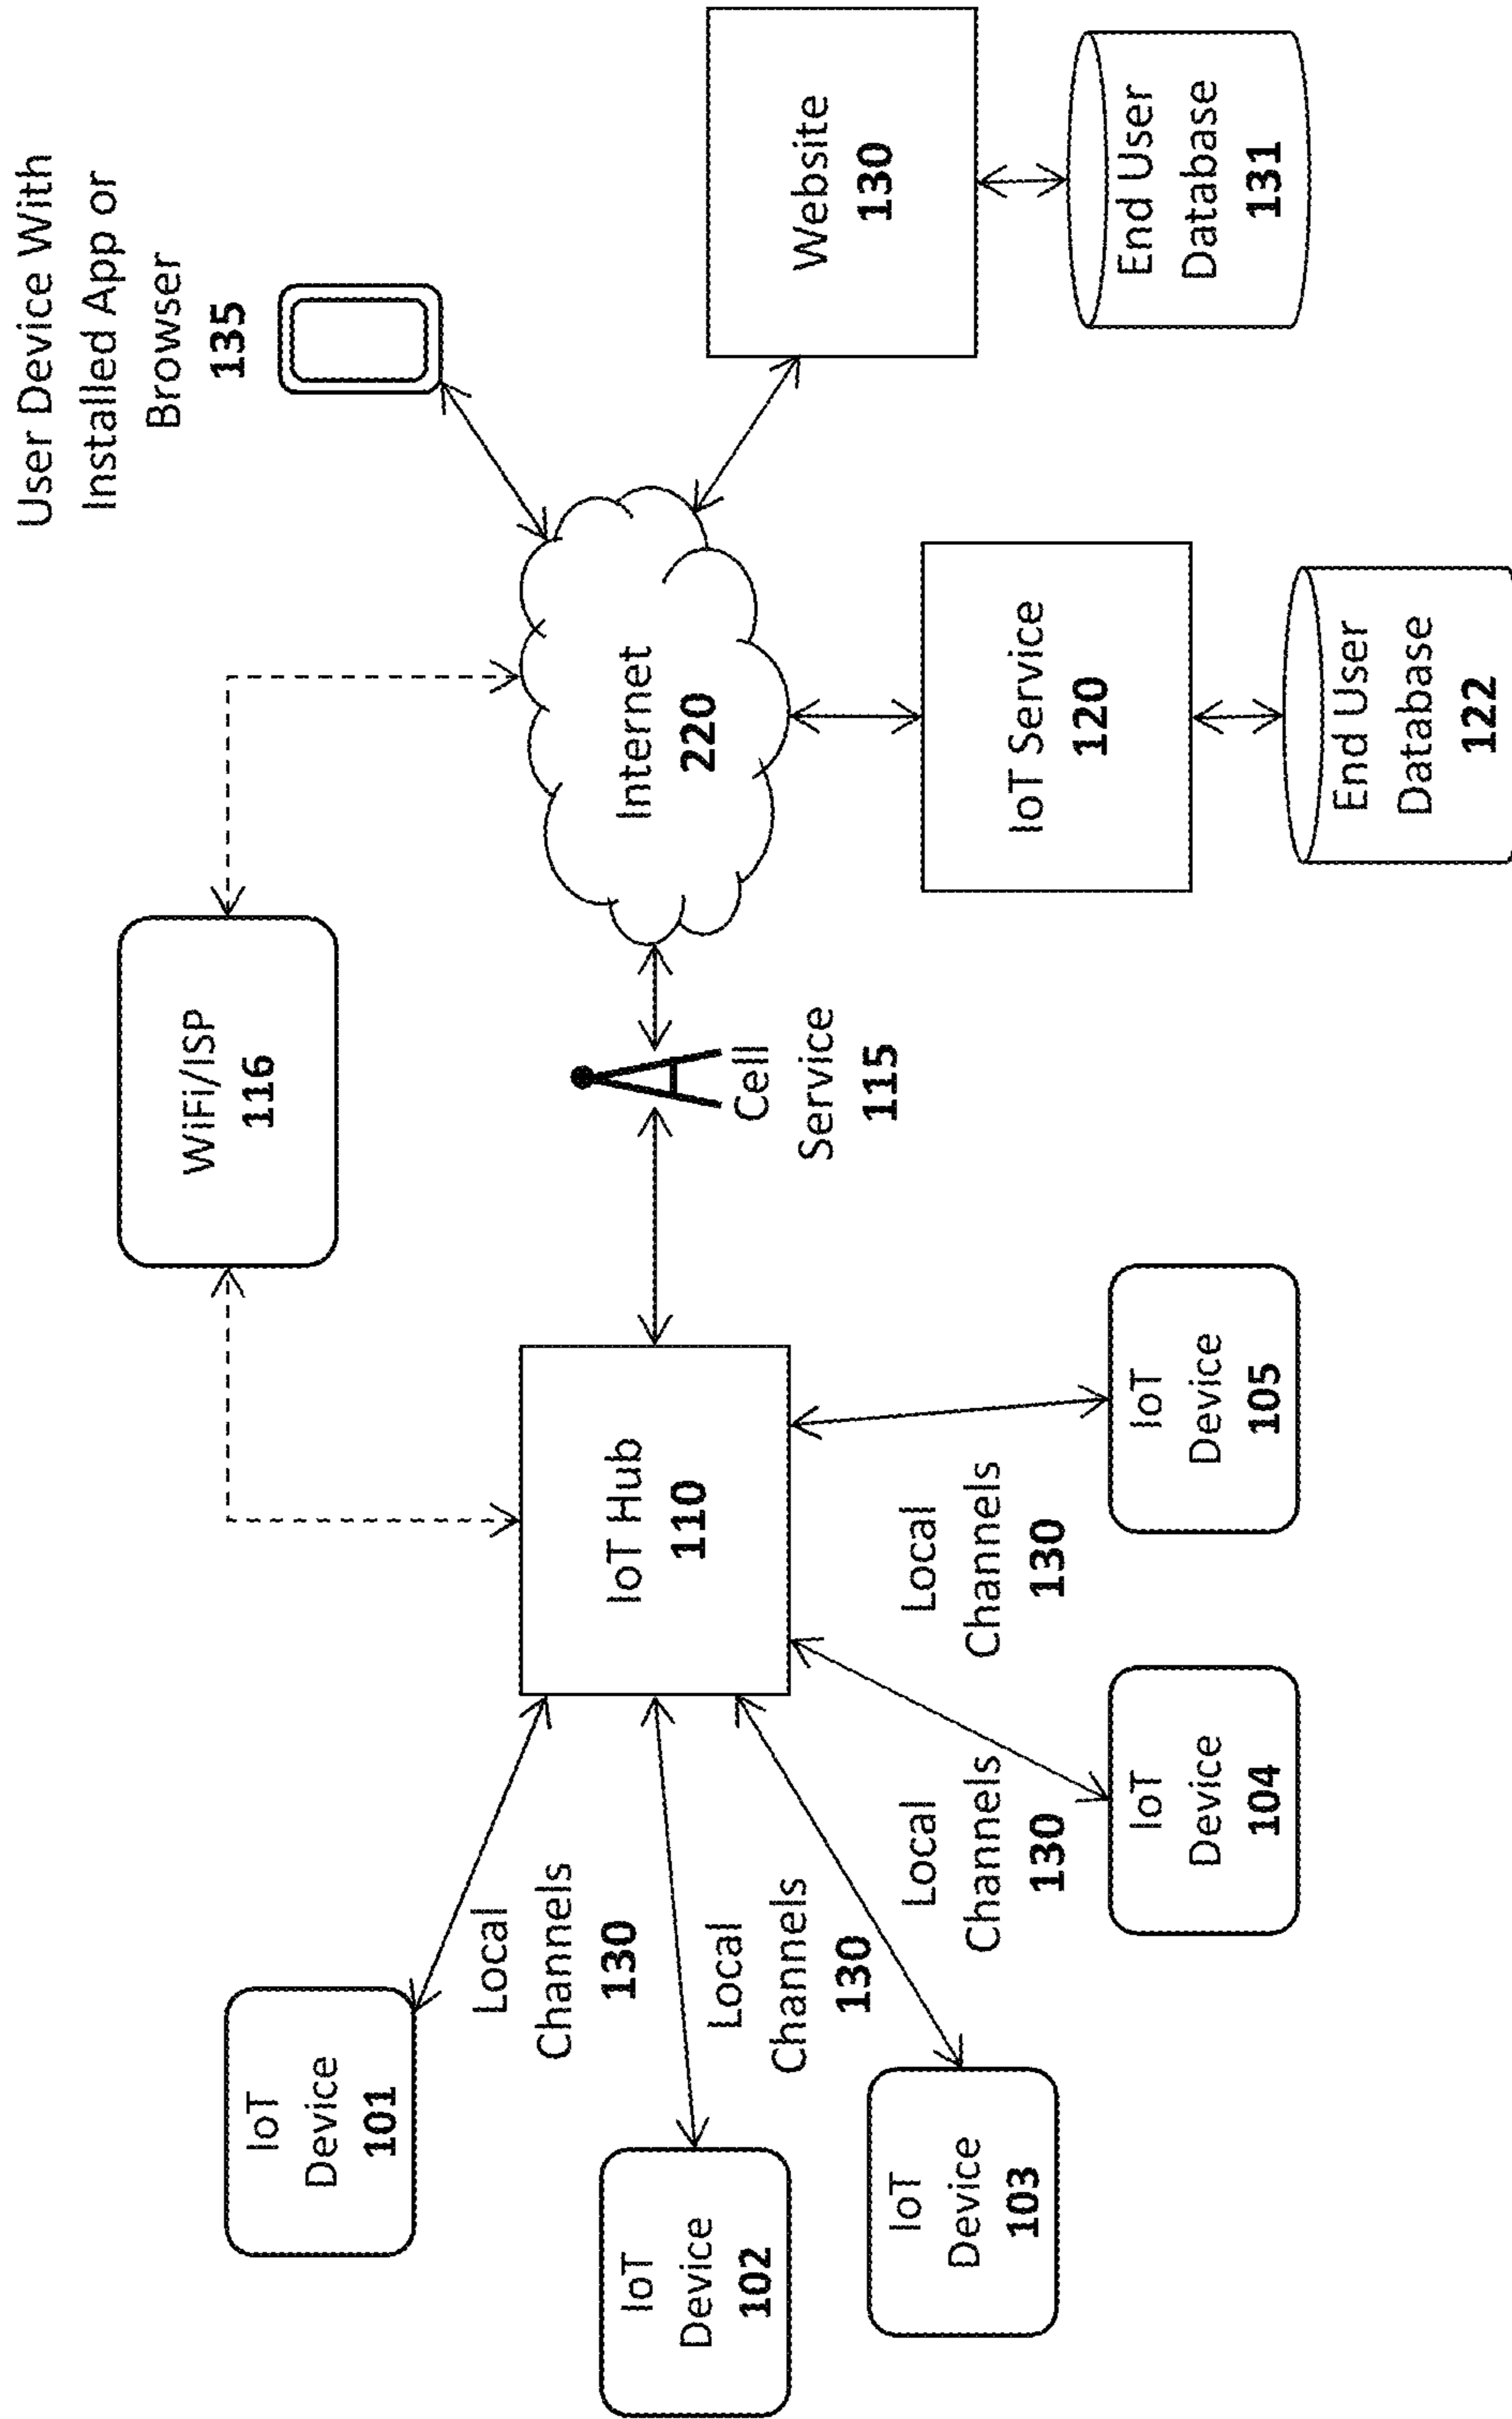 User Device With
Installed App or
Browser
135
WiFi/ISP
116
IoT
Device
101
Local
Channels
130
IoT Hub
110
Cell
Service
115
Internet
220
Website
130
End User
Database
131
IoT
Device
102
Local
Channels
130
IoT
Device
103
Local
Channels
130
Local
Channels
130
IoT
Device
104
IoT
Device
105
IoT Service
120
End User
Database
122